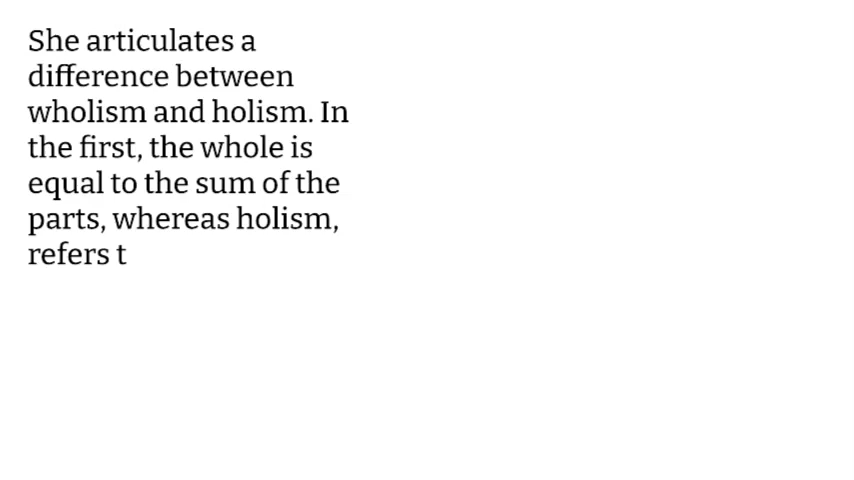 She articulates a
difference between
wholism and holism. In
the first, the whole is
equal to the sum of the
parts, whereas holism,
refers t